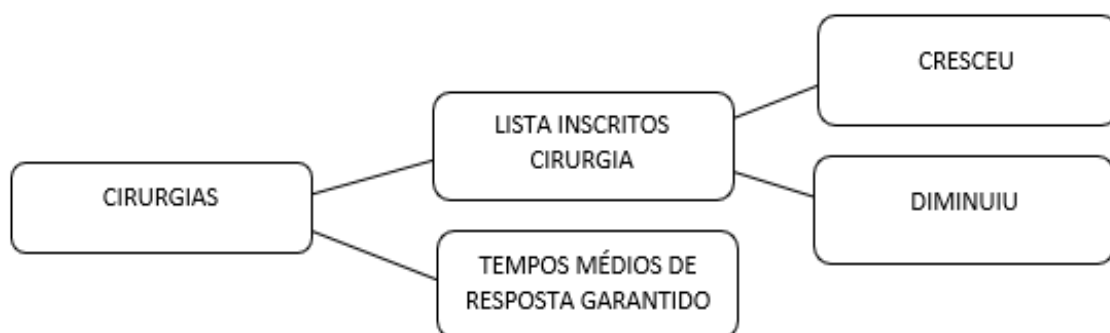 CIRURGIAS
LISTA INSCRITOS
CIRURGIA
CRESCEU
DIMINUIU
TEMPOS MÉDIOS DE
RESPOSTA GARANTIDO